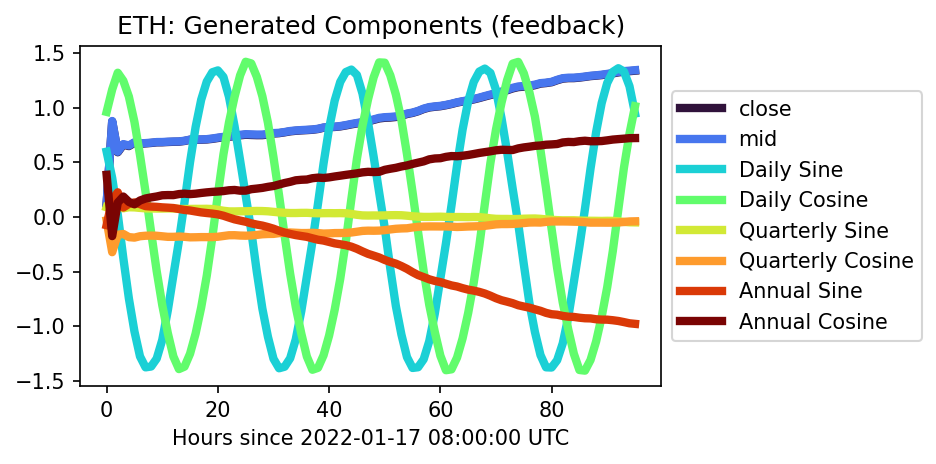 ETH: Generated Components (feedback)
1.5
1.0
0.5
0.0
−0.5
−1.0
−1.5
0
20
40
60
80
Hours since 2022-01-17 08:00:00 UTC
close
mid
Daily Sine
Daily Cosine
Quarterly Sine
Quarterly Cosine
Annual Sine
Annual Cosine